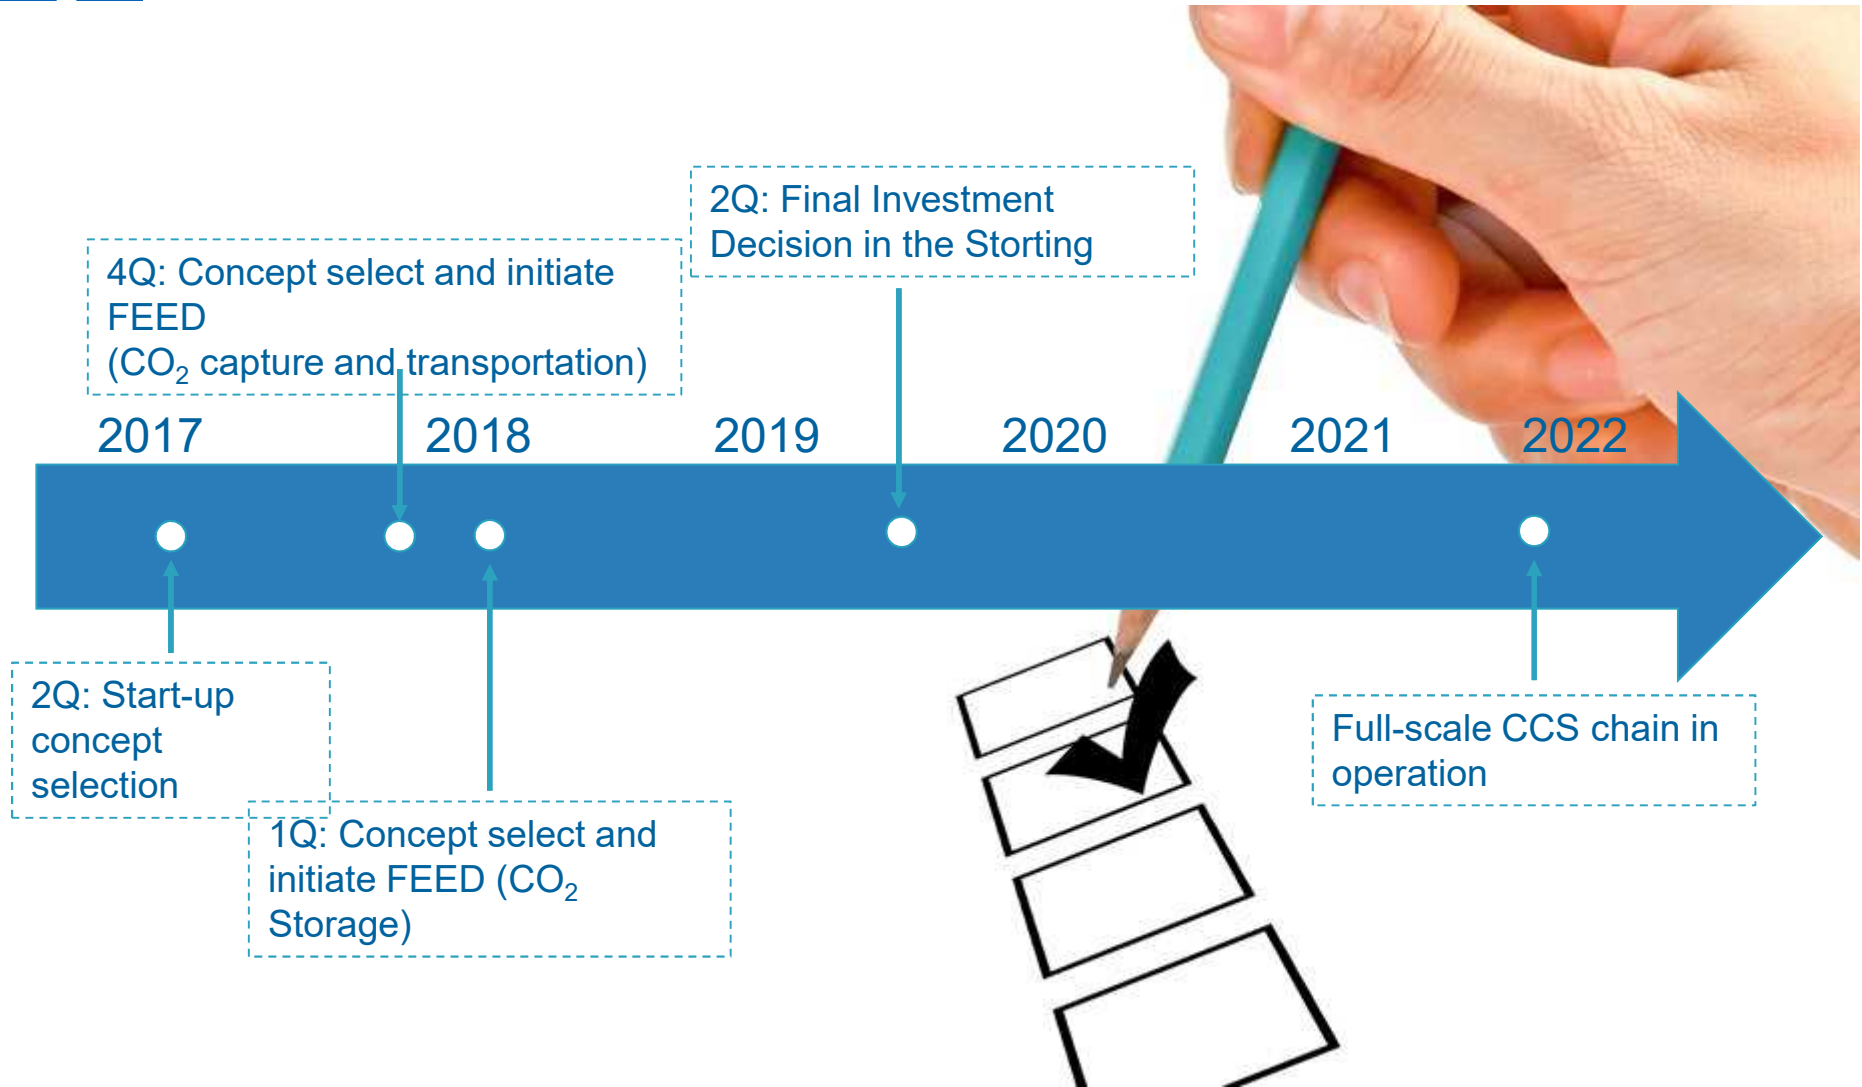 2Q: Final Investment
Decision in the Storting
4Q: Concept select and initiate
FEED
(CO₂ capture and transportation)
2017 2018 2019 2020 2021 2022
2Q: Start-up
concept
selection
1Q: Concept select and
initiate FEED (CO₂
Storage)
Full-scale CCS chain in
operation